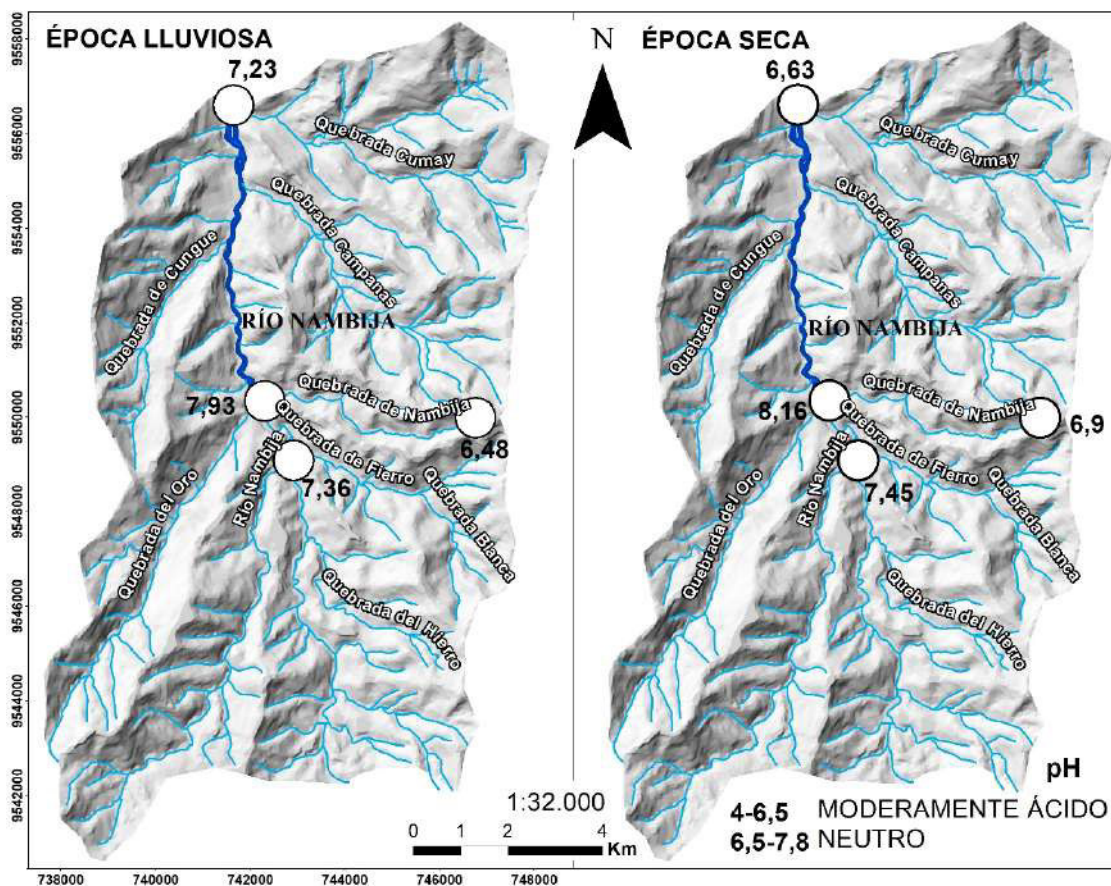 ÉPOCA LLUVIOSA
7,23
Quebrada Cumay
Quebrada Campanas
Quebrada de Cungue
RÍO NAMBIJA
Quebrada de Nambija
7,93
6,48
Quebrada de Fierro
7,36
Río Nambija
Quebrada del Oro
Quebrada Blanca
Quebrada del Hierro
N
ÉPOCA SECA
6,63
Quebrada Cumay
Quebrada Campanas
Quebrada de Cungue
RÍO NAMBIJA
Quebrada de Nambija
8,16
6,9
Quebrada de Fierro
7,45
Río Nambija
Quebrada del Oro
Quebrada Blanca
Quebrada del Hierro
1:32.000
0 1 2 4
Km
pH
4-6,5 MODERAMENTE ÁCIDO
6,5-7,8 NEUTRO
9558000
9556000
9554000
9552000
9550000
9548000
9546000
9544000
9542000
738000 740000 742000 744000 746000 748000